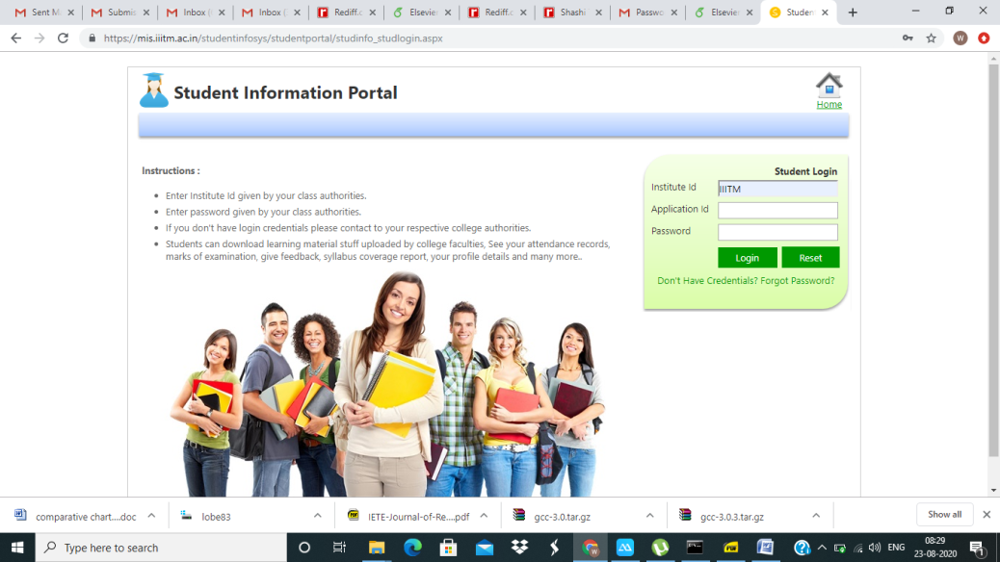 Sent M
Submis
Inbox (
Inbox (
Rediff.c
Elsevie
Rediff.c
Shashi
Passwo
Elsevie
Studen
https://mis.iiitm.ac.in/studentinfosys/studentportal/studinfo_studlogin.aspx
W
Student Information Portal
Home
Instructions :
Enter Institute Id given by your class authorities.
Enter password given by your class authorities.
If you don't have login credentials please contact to your respective college authorities.
Students can download learning material stuff uploaded by college faculties, See your attendance records,
marks of examination, give feedback, syllabus coverage report, your profile details and many more..
Student Login
Institute Id IIITM
Application Id
Password
Login Reset
Don't Have Credentials? Forgot Password?
comparative chart....doc
lobe83
IETE-Journal-of-Re....pdf
gcc-3.0.tar.gz
gcc-3.0.3.tar.gz
Show all
Type here to search
ENG
08:29
23-08-2020